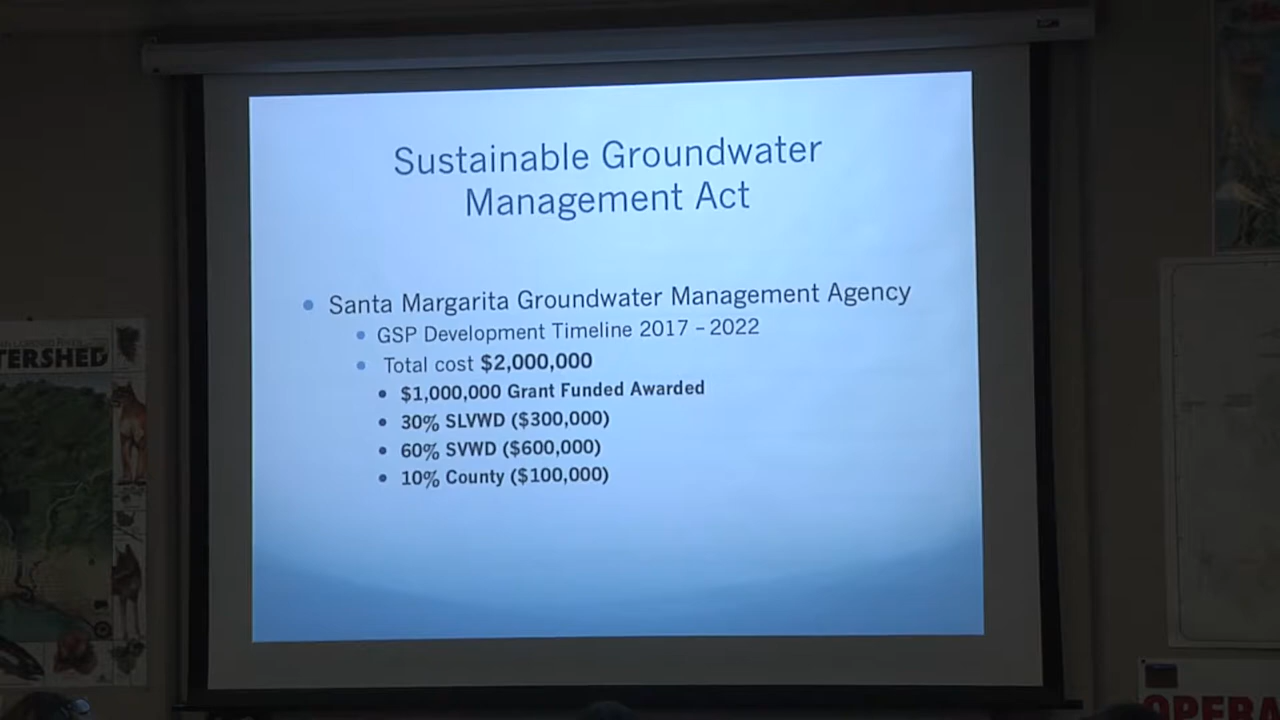 Sustainable Groundwater
Management Act
• Santa Margarita Groundwater Management Agency
• GSP Development Timeline 2017 – 2022
• Total cost $2,000,000
• $1,000,000 Grant Funded Awarded
• 30% SLVWD ($300,000)
• 60% SVWD ($600,000)
• 10% County ($100,000)
TERSHED
OPERA